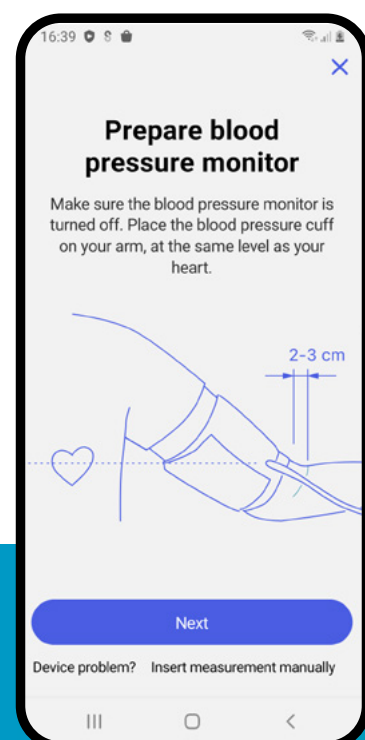 16:39
Prepare blood
pressure monitor
Make sure the blood pressure monitor is
turned off. Place the blood pressure cuff
on your arm, at the same level as your
heart.
2-3 cm
Next
Device problem? Insert measurement manually